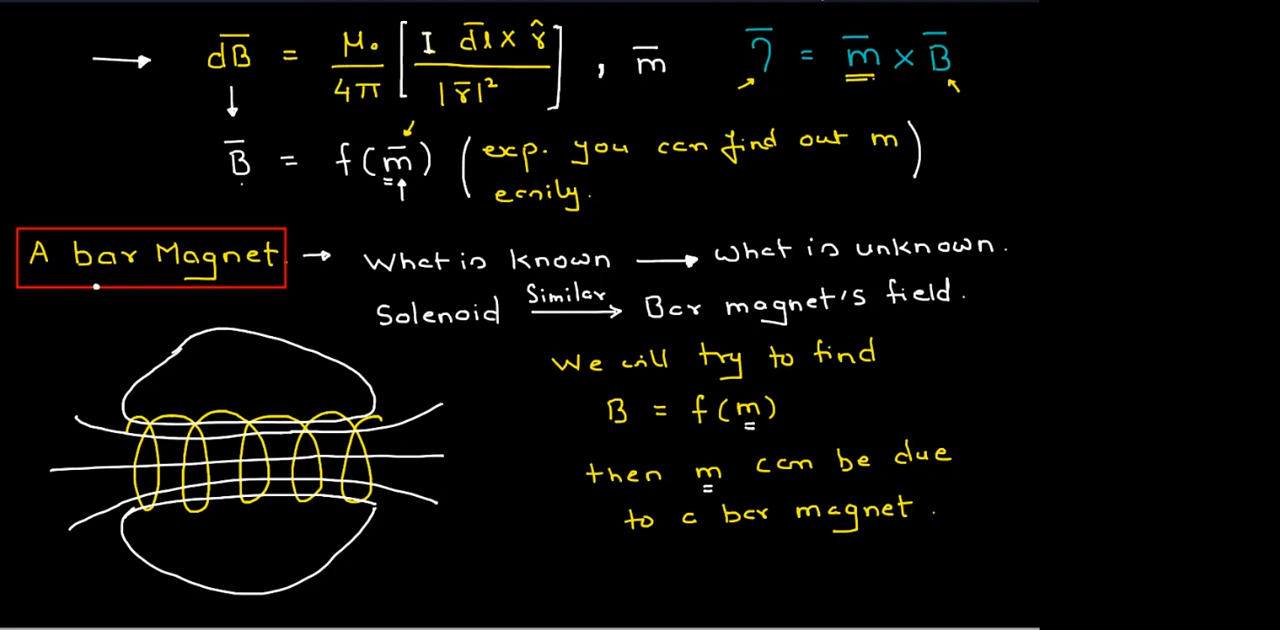 → dB̄ = μ₀/4π [I d̄l × r̂ / |r̄|²] , m̄ τ̄ = m̄ × B̄
↓
B̄ = f(m̄) (exp. you can find out m
easily.)
A bar Magnet. → What is known → What is unknown.
Solenoid Similar → Bar magnet's field.
We will try to find
B = f(m)
then m can be due
to a bar magnet.